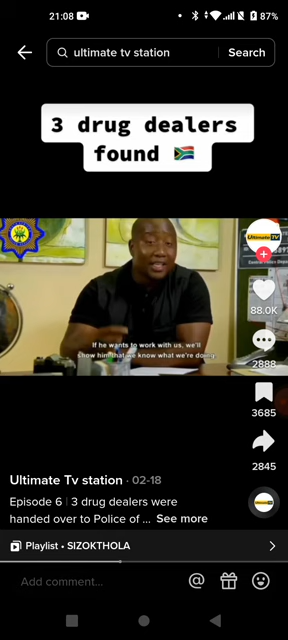 21:08
87%
ultimate tv station
Search
3 drug dealers
found
Ultimate TV
88.0K
If he wants to work with us, we'll
show him that we know what we're doing.
2888
3685
2845
Ultimate Tv station · 02-18
Episode 6 | 3 drug dealers were
handed over to Police of ... See more
Playlist • SIZOKTHOLA
Add comment...